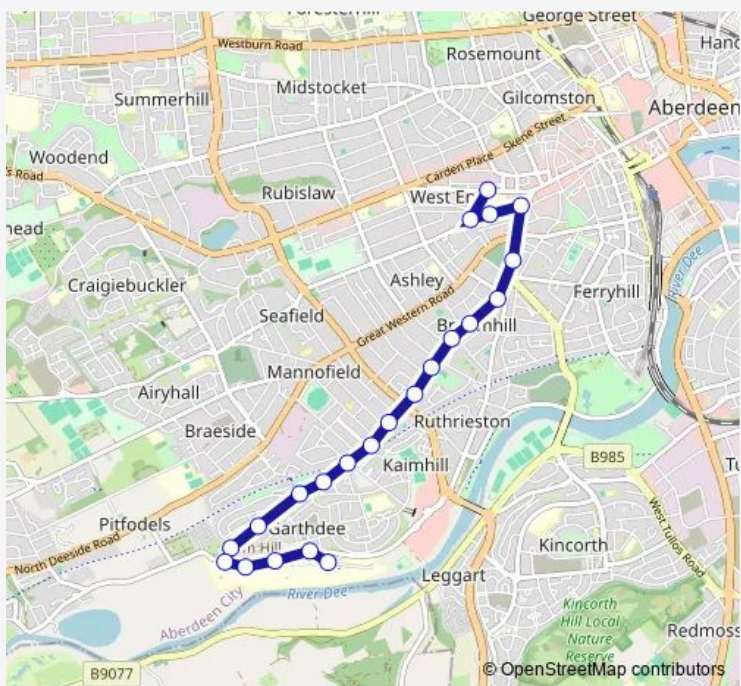 George Street
Westburn Road
Rosemount
Midstocket
Summerhill
Gilcomston
Aberdeen
Skene Street
Woodend
Carden Place
Rubislaw
West En
Craigiebuckler
Ashley
River Dee
Seafield
Ferryhill
Great Western Road
Mannofield
Airyhall
Braeside
Ruthrieston
Kaimhill
B985
Pitfodels
Garthdee
North Deeside Road
Kincorth
West Tullos Road
Leggart
River Dee
Aberdeen City
Kincorth
Hill Local
Nature
Reserve
Redmoss
B9077
© OpenStreetMap contributors